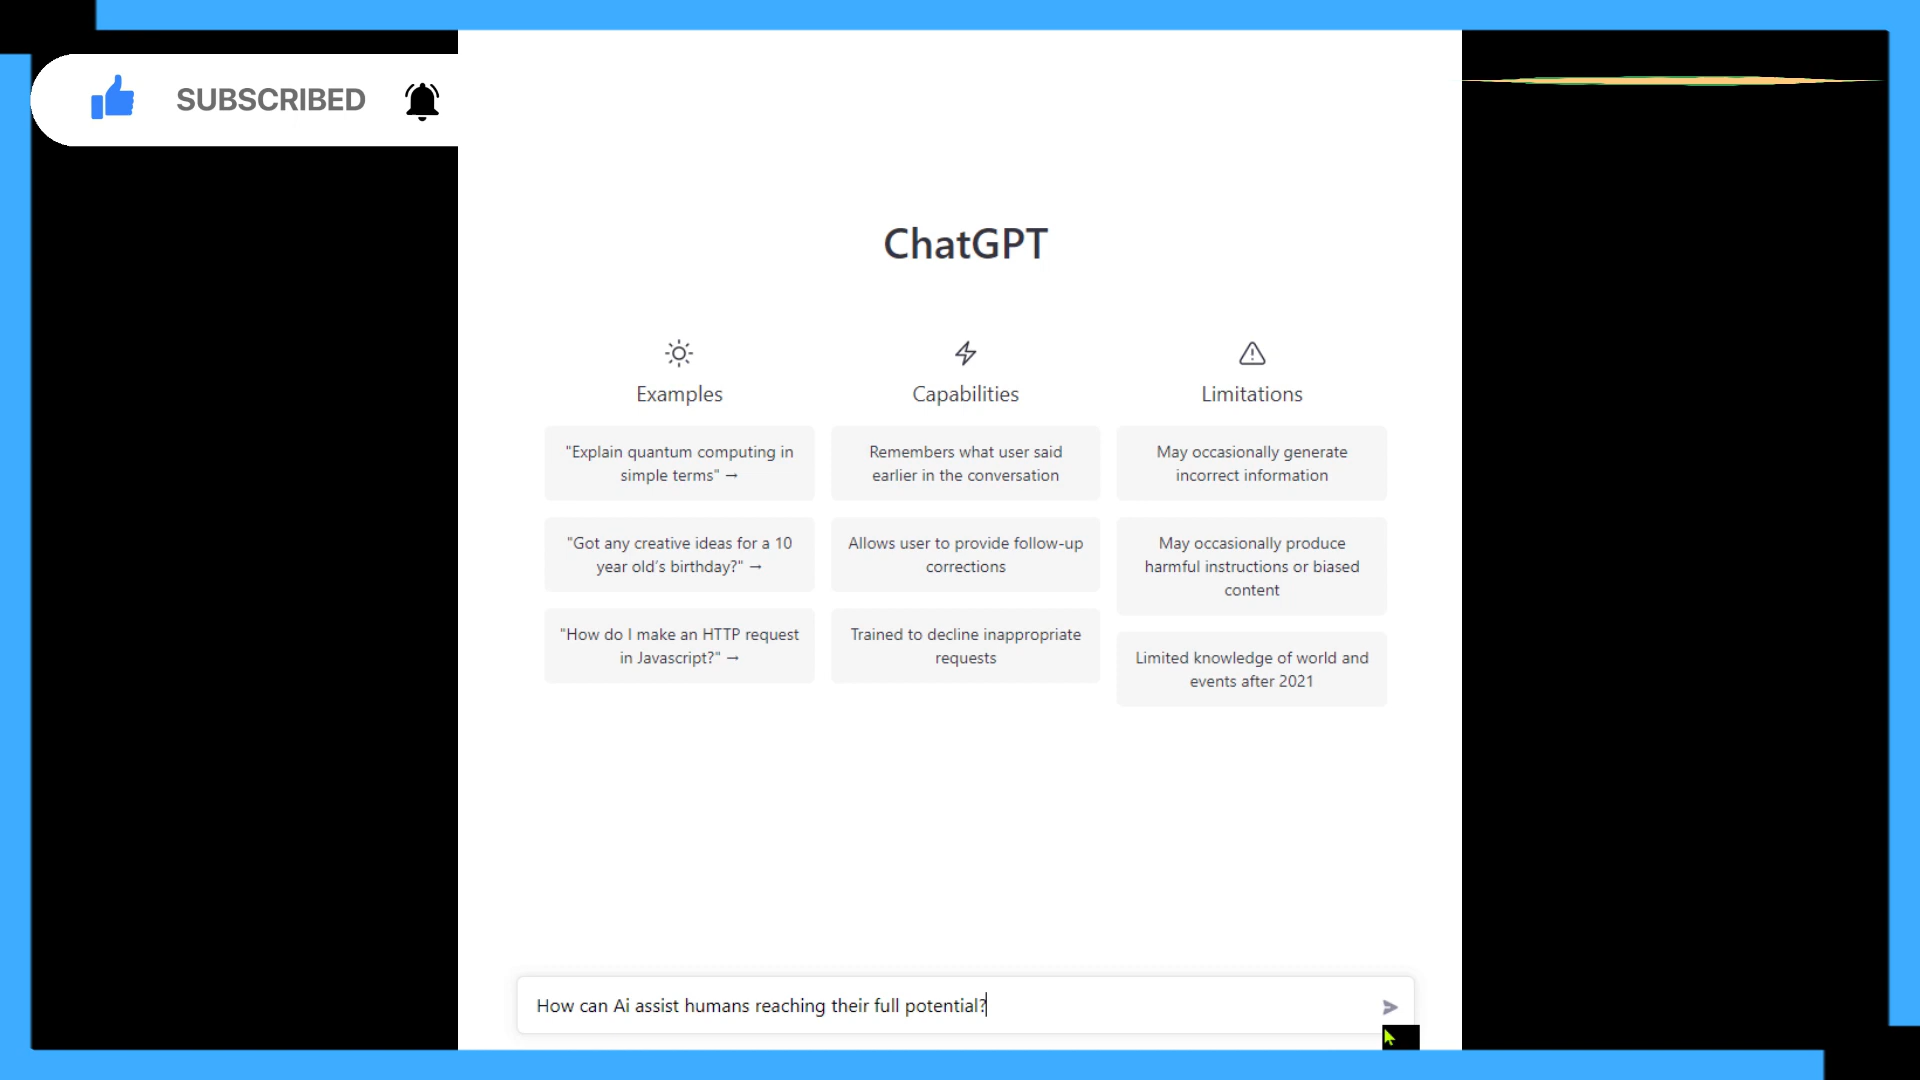 SUBSCRIBED
ChatGPT
Examples
"Explain quantum computing in
simple terms" →
"Got any creative ideas for a 10
year old's birthday?" →
"How do I make an HTTP request
in Javascript?" →
Capabilities
Remembers what user said
earlier in the conversation
Allows user to provide follow-up
corrections
Trained to decline inappropriate
requests
Limitations
May occasionally generate
incorrect information
May occasionally produce
harmful instructions or biased
content
Limited knowledge of world and
events after 2021
How can Ai assist humans reaching their full potential?